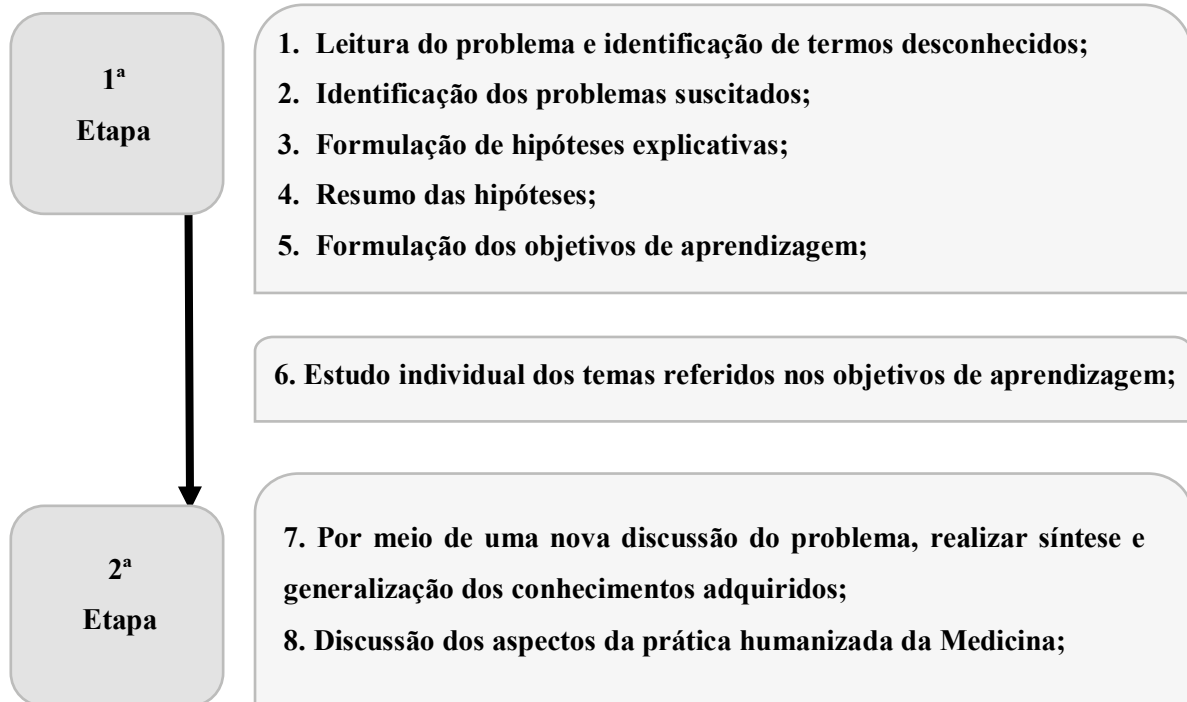 1ª
Etapa
1. Leitura do problema e identificação de termos desconhecidos;
2. Identificação dos problemas suscitados;
3. Formulação de hipóteses explicativas;
4. Resumo das hipóteses;
5. Formulação dos objetivos de aprendizagem;
6. Estudo individual dos temas referidos nos objetivos de aprendizagem;
2ª
Etapa
7. Por meio de uma nova discussão do problema, realizar síntese e
generalização dos conhecimentos adquiridos;
8. Discussão dos aspectos da prática humanizada da Medicina;